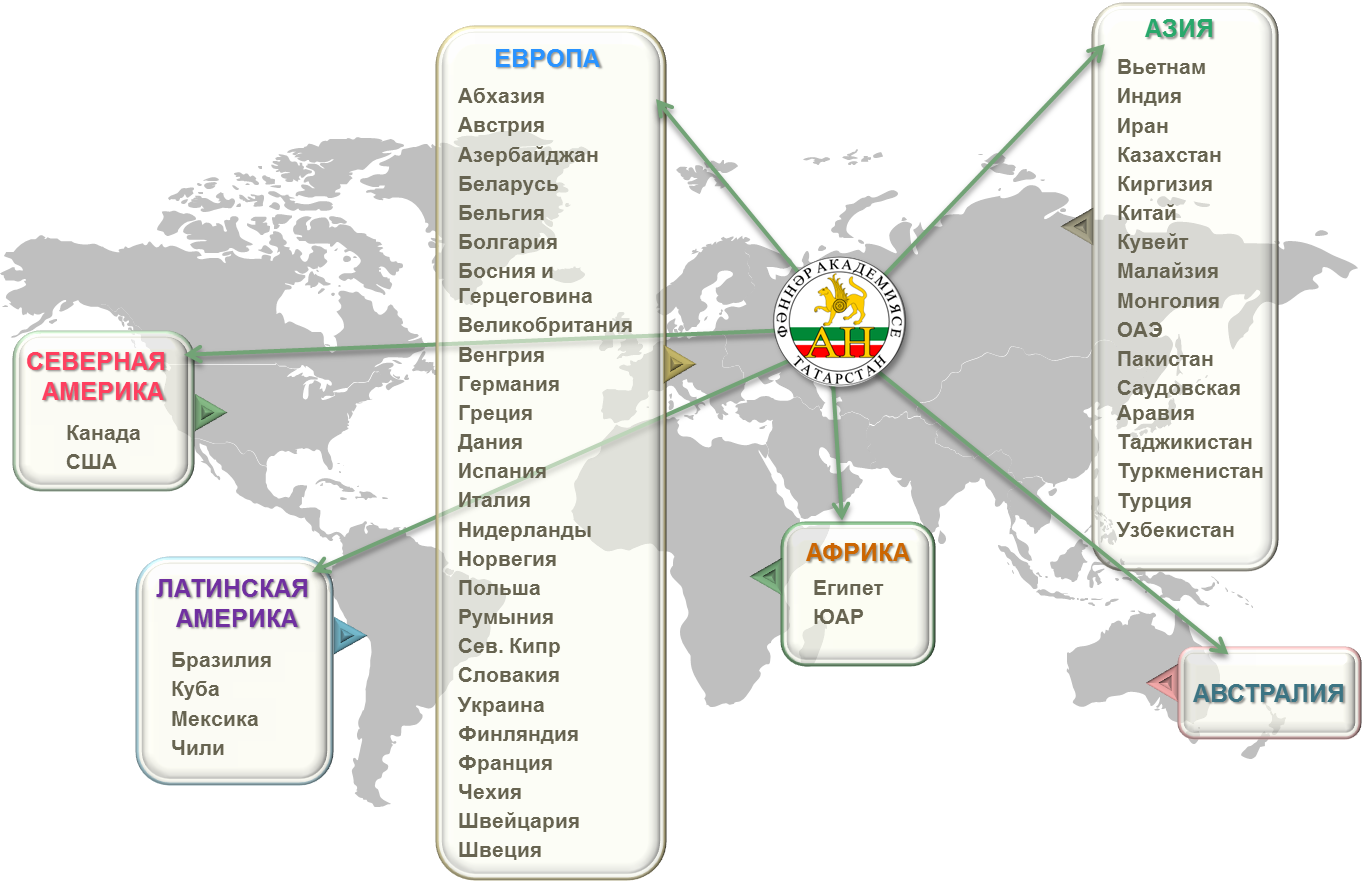 ЕВРОПА
Абхазия
Австрия
Азербайджан
Беларусь
Бельгия
Болгария
Босния и
Герцеговина
Великобритания
Венгрия
Германия
Греция
Дания
Испания
Италия
Нидерланды
Норвегия
Польша
Румыния
Сев. Кипр
Словакия
Украина
Финляндия
Франция
Чехия
Швейцария
Швеция
АЗИЯ
Вьетнам
Индия
Иран
Казахстан
Киргизия
Китай
Кувейт
Малайзия
Монголия
ОАЭ
Пакистан
Саудовская
Аравия
Таджикистан
Туркменистан
Турция
Узбекистан
ФӘННӘР АКАДЕМИЯСЕ
АН
ТАТАРСТАН
СЕВЕРНАЯ
АМЕРИКА
Канада
США
ЛАТИНСКАЯ
АМЕРИКА
Бразилия
Куба
Мексика
Чили
АФРИКА
Египет
ЮАР
АВСТРАЛИЯ